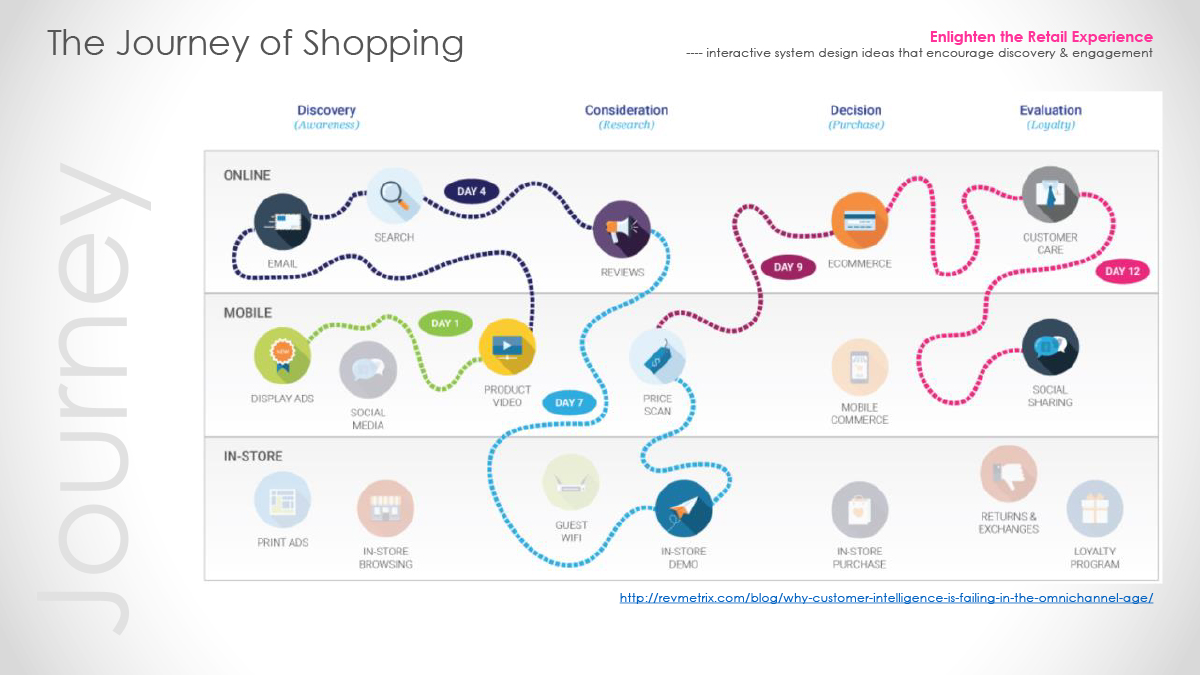 The Journey of Shopping
Enlighten the Retail Experience
---- interactive system design ideas that encourage discovery & engagement
Journey
Discovery
(Awareness)
Consideration
(Research)
Decision
(Purchase)
Evaluation
(Loyalty)
ONLINE
EMAIL
SEARCH
DAY 4
REVIEWS
DAY 9
ECOMMERCE
CUSTOMER
CARE
DAY 12
MOBILE
DISPLAY ADS
SOCIAL
MEDIA
DAY 1
PRODUCT
VIDEO
DAY 7
PRICE
SCAN
MOBILE
COMMERCE
SOCIAL
SHARING
IN-STORE
PRINT ADS
IN-STORE
BROWSING
GUEST
WIFI
IN-STORE
DEMO
IN-STORE
PURCHASE
RETURNS &
EXCHANGES
LOYALTY
PROGRAM
http://revmetrix.com/blog/why-customer-intelligence-is-failing-in-the-omnichannel-age/